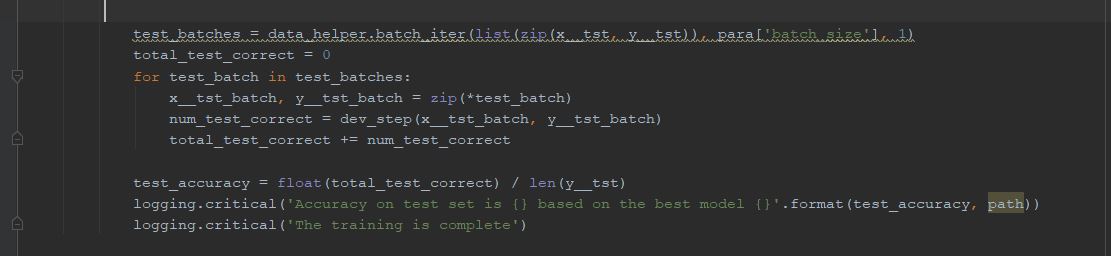 test_batches = data_helper.batch_iter(list(zip(x__tst, y__tst)), para['batch_size'], 1)
total_test_correct = 0
for test_batch in test_batches:
x__tst_batch, y__tst_batch = zip(*test_batch)
num_test_correct = dev_step(x__tst_batch, y__tst_batch)
total_test_correct += num_test_correct
test_accuracy = float(total_test_correct) / len(y__tst)
logging.critical('Accuracy on test set is {} based on the best model {}'.format(test_accuracy, path))
logging.critical('The training is complete')